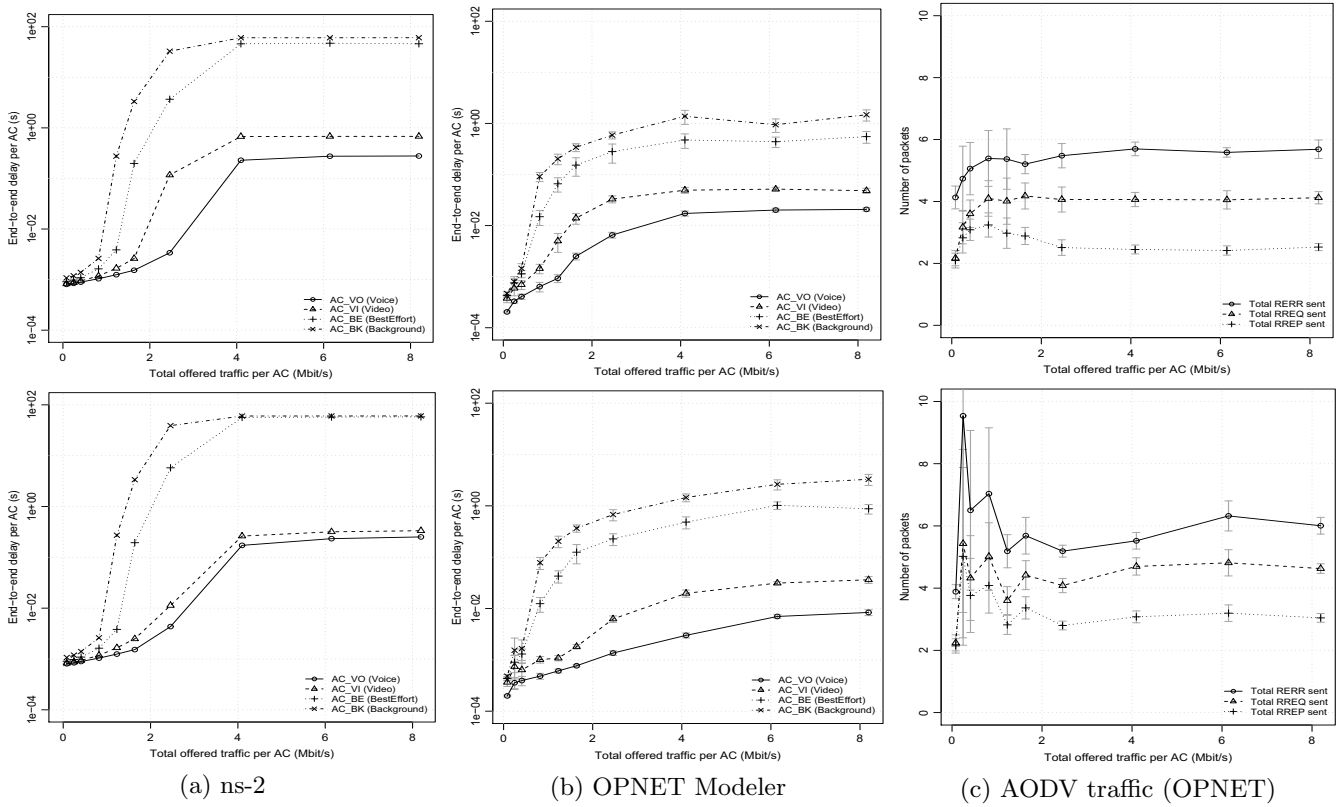 1e+02
1e+00
1e−02
1e−04
End−to−end delay per AC (s)
AC_VO (Voice)
AC_VI (Video)
AC_BE (BestEffort)
AC_BK (Background)
0 2 4 6 8
Total offered traffic per AC (Mbit/s)
1e+02
1e+00
1e−02
1e−04
End−to−end delay per AC (s)
AC_VO (Voice)
AC_VI (Video)
AC_BE (BestEffort)
AC_BK (Background)
0 2 4 6 8
Total offered traffic per AC (Mbit/s)
10
8
6
4
2
0
Number of packets
Total RERR sent
Total RREQ sent
Total RREP sent
0 2 4 6 8
Total offered traffic per AC (Mbit/s)
1e+02
1e+00
1e−02
1e−04
End−to−end delay per AC (s)
AC_VO (Voice)
AC_VI (Video)
AC_BE (BestEffort)
AC_BK (Background)
0 2 4 6 8
Total offered traffic per AC (Mbit/s)
1e+02
1e+00
1e−02
1e−04
End−to−end delay per AC (s)
AC_VO (Voice)
AC_VI (Video)
AC_BE (BestEffort)
AC_BK (Background)
0 2 4 6 8
Total offered traffic per AC (Mbit/s)
10
8
6
4
2
0
Number of packets
Total RERR sent
Total RREQ sent
Total RREP sent
0 2 4 6 8
Total offered traffic per AC (Mbit/s)
(a) ns-2
(b) OPNET Modeler
(c) AODV traffic (OPNET)